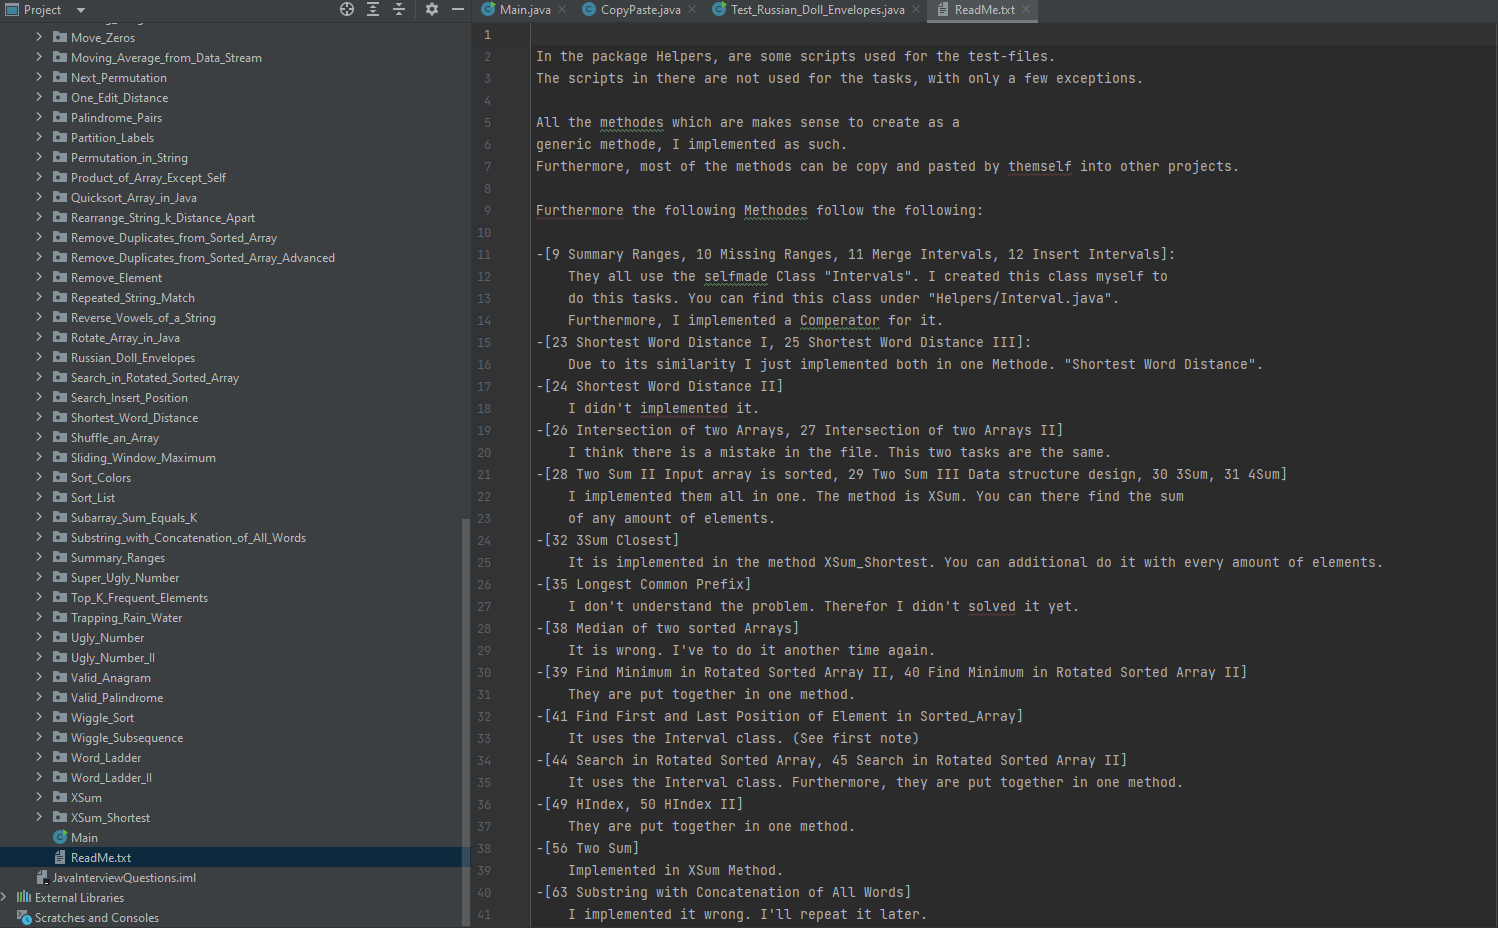 Project
Main.java
CopyPaste.java
Test_Russian_Doll_Envelopes.java
ReadMe.txt
Move_Zeros
Moving_Average_from_Data_Stream
Next_Permutation
One_Edit_Distance
Palindrome_Pairs
Partition_Labels
Permutation_in_String
Product_of_Array_Except_Self
Quicksort_Array_in_Java
Rearrange_String_k_Distance_Apart
Remove_Duplicates_from_Sorted_Array
Remove_Duplicates_from_Sorted_Array_Advanced
Remove_Element
Repeated_String_Match
Reverse_Vowels_of_a_String
Rotate_Array_in_Java
Russian_Doll_Envelopes
Search_in_Rotated_Sorted_Array
Search_Insert_Position
Shortest_Word_Distance
Shuffle_an_Array
Sliding_Window_Maximum
Sort_Colors
Sort_List
Subarray_Sum_Equals_K
Substring_with_Concatenation_of_All_Words
Summary_Ranges
Super_Ugly_Number
Top_K_Frequent_Elements
Trapping_Rain_Water
Ugly_Number
Ugly_Number_II
Valid_Anagram
Valid_Palindrome
Wiggle_Sort
Wiggle_Subsequence
Word_Ladder
Word_Ladder_II
XSum
XSum_Shortest
Main
ReadMe.txt
JavaInterviewQuestions.iml
External Libraries
Scratches and Consoles
1
2 In the package Helpers, are some scripts used for the test-files.
3 The scripts in there are not used for the tasks, with only a few exceptions.
4
5 All the methodes which are makes sense to create as a
6 generic methode, I implemented as such.
7 Furthermore, most of the methods can be copy and pasted by themself into other projects.
8
9 Furthermore the following Methodes follow the following:
10
11 -[9 Summary Ranges, 10 Missing Ranges, 11 Merge Intervals, 12 Insert Intervals]:
12 They all use the selfmade Class "Intervals". I created this class myself to
13 do this tasks. You can find this class under "Helpers/Interval.java".
14 Furthermore, I implemented a Comperator for it.
15 -[23 Shortest Word Distance I, 25 Shortest Word Distance III]:
16 Due to its similarity I just implemented both in one Methode. "Shortest Word Distance".
17 -[24 Shortest Word Distance II]
18 I didn't implemented it.
19 -[26 Intersection of two Arrays, 27 Intersection of two Arrays II]
20 I think there is a mistake in the file. This two tasks are the same.
21 -[28 Two Sum II Input array is sorted, 29 Two Sum III Data structure design, 30 3Sum, 31 4Sum]
22 I implemented them all in one. The method is XSum. You can there find the sum
23 of any amount of elements.
24 -[32 3Sum Closest]
25 It is implemented in the method XSum_Shortest. You can additional do it with every amount of elements.
26 -[35 Longest Common Prefix]
27 I don't understand the problem. Therefor I didn't solved it yet.
28 -[38 Median of two sorted Arrays]
29 It is wrong. I've to do it another time again.
30 -[39 Find Minimum in Rotated Sorted Array II, 40 Find Minimum in Rotated Sorted Array II]
31 They are put together in one method.
32 -[41 Find First and Last Position of Element in Sorted_Array]
33 It uses the Interval class. (See first note)
34 -[44 Search in Rotated Sorted Array, 45 Search in Rotated Sorted Array II]
35 It uses the Interval class. Furthermore, they are put together in one method.
36 -[49 HIndex, 50 HIndex II]
37 They are put together in one method.
38 -[56 Two Sum]
39 Implemented in XSum Method.
40 -[63 Substring with Concatenation of All Words]
41 I implemented it wrong. I'll repeat it later.